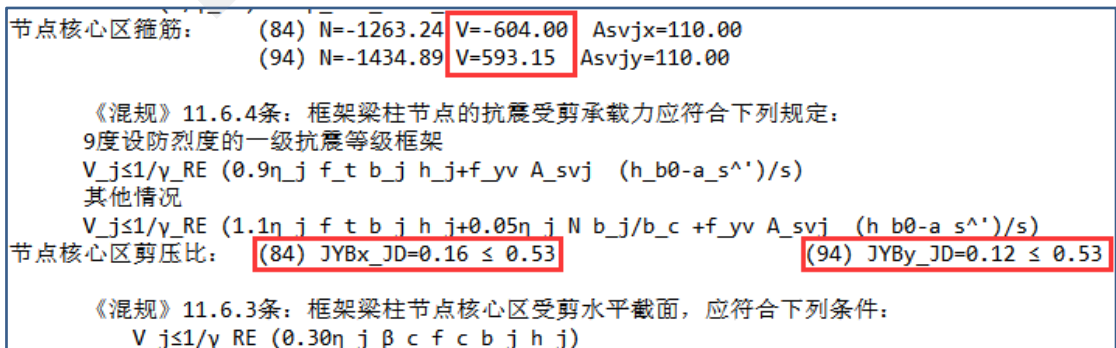 节点核心区箍筋： (84) N=-1263.24 V=-604.00 Asvjx=110.00
(94) N=-1434.89 V=593.15 Asvjy=110.00
《混规》11.6.4条：框架梁柱节点的抗震受剪承载力应符合下列规定：
9度设防烈度的一级抗震等级框架
V_j≤1/γ_RE (0.9η_j f_t b_j h_j+f_yv A_svj (h_b0-a_s^')/s)
其他情况
V_j≤1/γ_RE (1.1η_j f_t b_j h_j+0.05η_j N b_j/b_c +f_yv A_svj (h_b0-a_s^')/s)
节点核心区剪压比： (84) JYBx_JD=0.16 ≤ 0.53 (94) JYBy_JD=0.12 ≤ 0.53
《混规》11.6.3条：框架梁柱节点核心区受剪水平截面，应符合下列条件：
V_j≤1/γ_RE (0.30η_j β_c f_c b_j h_j)